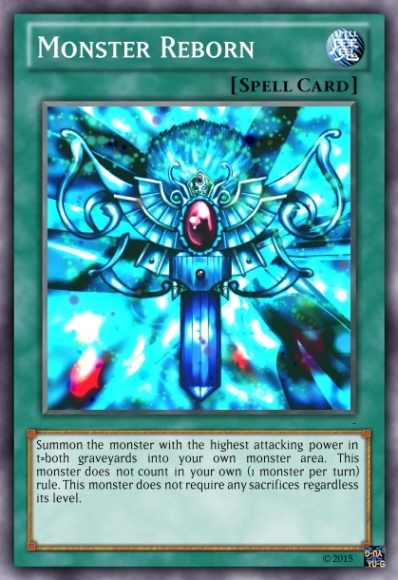 Monster Reborn
[Spell Card]
Summon the monster with the highest attacking power in
t=both graveyards into your own monster area. This
monster does not count in your own (1 monster per turn)
rule. This monster does not require any sacrifices regardless
its level.
©2015